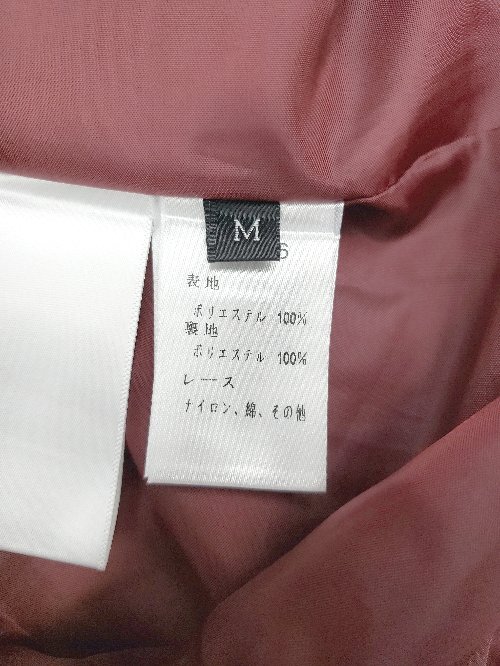 M
6
表地
ポリエステル 100%
裏地
ポリエステル 100%
レース
ナイロン、綿、その他